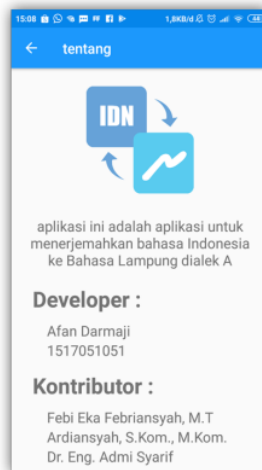 15:08
1,8KB/d
68
tentang
IDN
aplikasi ini adalah aplikasi untuk
menerjemahkan bahasa Indonesia
ke Bahasa Lampung dialek A
Developer :
Afan Darmaji
1517051051
Kontributor :
Febi Eka Febriansyah, M.T
Ardiansyah, S.Kom., M.Kom.
Dr. Eng. Admi Syarif